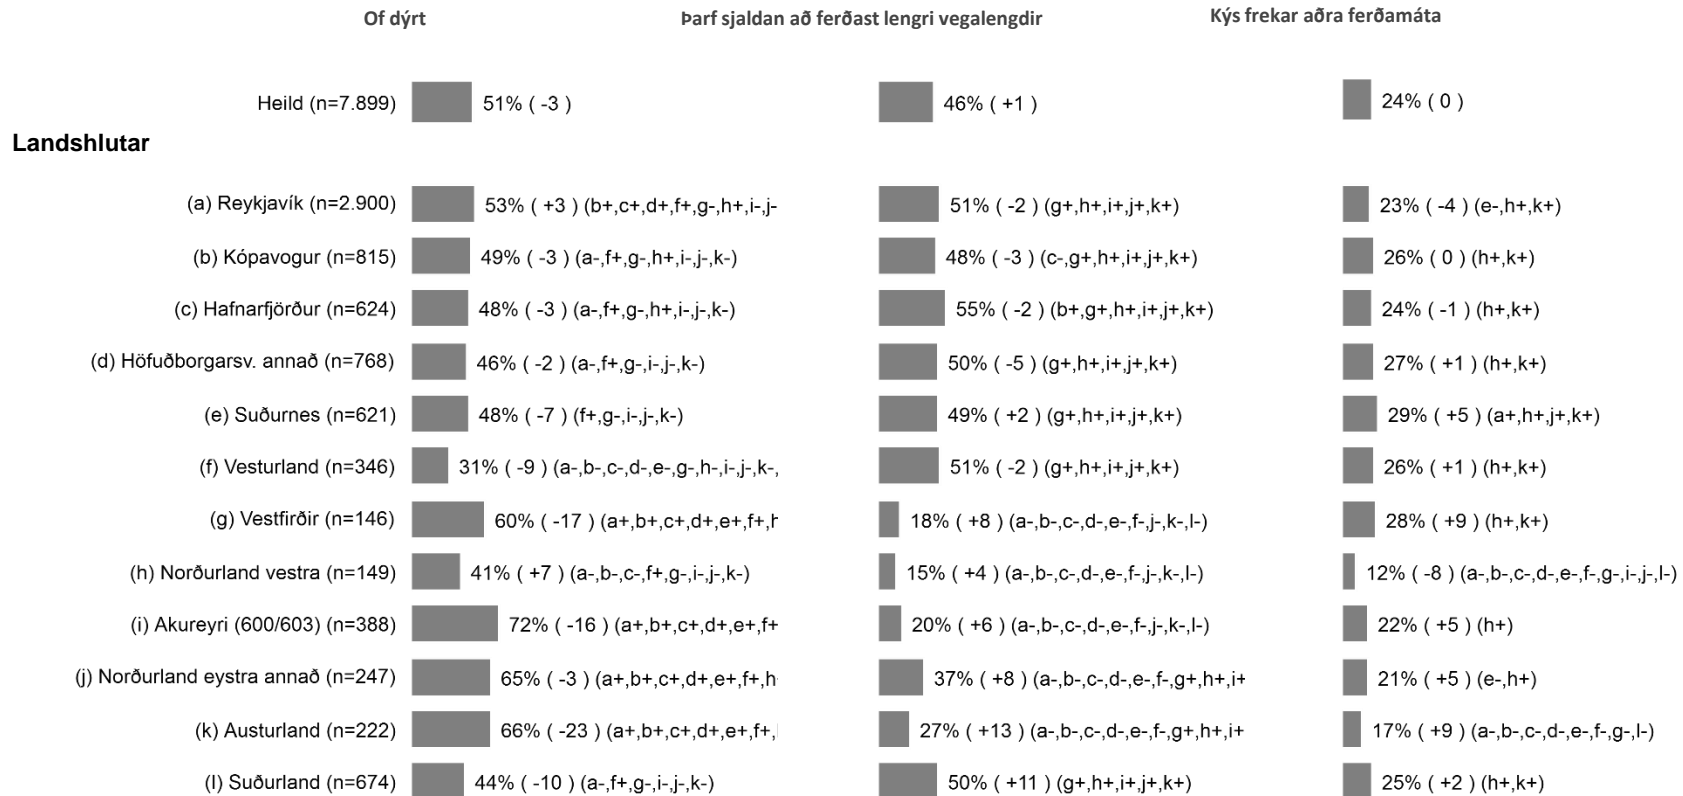 Of dýrt Þarf sjaldan að ferðast lengri vegalengdir Kýs frekar aðra ferðamáta
Heild (n=7.899) 51% ( -3 ) 46% ( +1 ) 24% ( 0 )
Landshlutar
(a) Reykjavík (n=2.900) 53% ( +3 ) (b+,c+,d+,f+,g-,h+,i-,j- 51% ( -2 ) (g+,h+,i+,j+,k+) 23% ( -4 ) (e-,h+,k+)
(b) Kópavogur (n=815) 49% ( -3 ) (a-,f+,g-,h+,i-,j-,k-) 48% ( -3 ) (c-,g+,h+,i+,j+,k+) 26% ( 0 ) (h+,k+)
(c) Hafnarfjörður (n=624) 48% ( -3 ) (a-,f+,g-,h+,i-,j-,k-) 55% ( -2 ) (b+,g+,h+,i+,j+,k+) 24% ( -1 ) (h+,k+)
(d) Höfuðborgarsv. annað (n=768) 46% ( -2 ) (a-,f+,g-,i-,j-,k-) 50% ( -5 ) (g+,h+,i+,j+,k+) 27% ( +1 ) (h+,k+)
(e) Suðurnes (n=621) 48% ( -7 ) (f+,g-,i-,j-,k-) 49% ( +2 ) (g+,h+,i+,j+,k+) 29% ( +5 ) (a+,h+,j+,k+)
(f) Vesturland (n=346) 31% ( -9 ) (a-,b-,c-,d-,e-,g-,h-,i-,j-,k-, 51% ( -2 ) (g+,h+,i+,j+,k+) 26% ( +1 ) (h+,k+)
(g) Vestfirðir (n=146) 60% ( -17 ) (a+,b+,c+,d+,e+,f+,h 18% ( +8 ) (a-,b-,c-,d-,e-,f-,j-,k-,l-) 28% ( +9 ) (h+,k+)
(h) Norðurland vestra (n=149) 41% ( +7 ) (a-,b-,c-,f+,g-,i-,j-,k-) 15% ( +4 ) (a-,b-,c-,d-,e-,f-,j-,k-,l-) 12% ( -8 ) (a-,b-,c-,d-,e-,f-,g-,i-,j-,l-)
(i) Akureyri (600/603) (n=388) 72% ( -16 ) (a+,b+,c+,d+,e+,f+ 20% ( +6 ) (a-,b-,c-,d-,e-,f-,j-,k-,l-) 22% ( +5 ) (h+)
(j) Norðurland eystra annað (n=247) 65% ( -3 ) (a+,b+,c+,d+,e+,f+,h 37% ( +8 ) (a-,b-,c-,d-,e-,f-,g+,h+,i+ 21% ( +5 ) (e-,h+)
(k) Austurland (n=222) 66% ( -23 ) (a+,b+,c+,d+,e+,f+, 27% ( +13 ) (a-,b-,c-,d-,e-,f-,g+,h+,i+ 17% ( +9 ) (a-,b-,c-,d-,e-,f-,g-,l-)
(l) Suðurland (n=674) 44% ( -10 ) (a-,f+,g-,i-,j-,k-) 50% ( +11 ) (g+,h+,i+,j+,k+) 25% ( +2 ) (h+,k+)